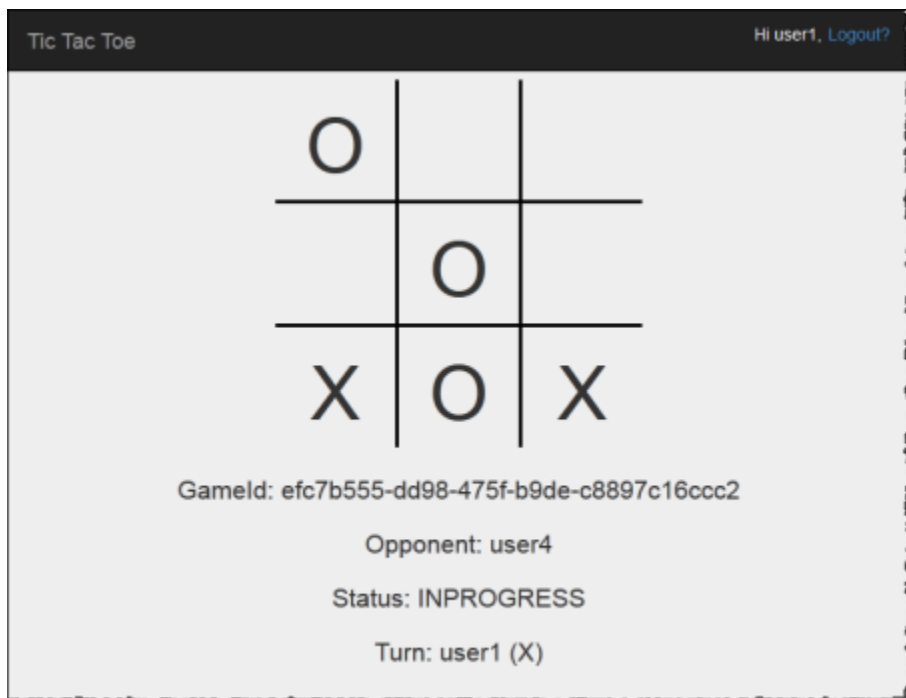 Tic Tac Toe
Hi user1, Logout?
O
O
X O X
GameId: efc7b555-dd98-475f-b9de-c8897c16ccc2
Opponent: user4
Status: INPROGRESS
Turn: user1 (X)